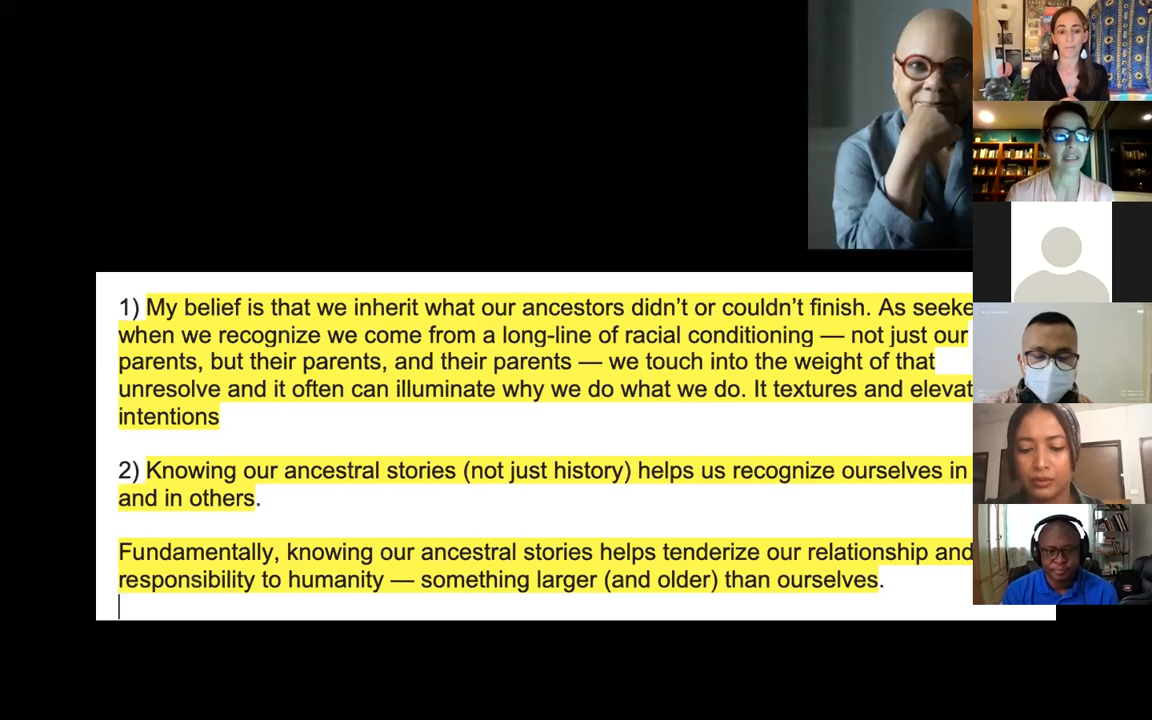 1) My belief is that we inherit what our ancestors didn’t or couldn’t finish. As seeke
when we recognize we come from a long-line of racial conditioning — not just our
parents, but their parents, and their parents — we touch into the weight of that
unresolve and it often can illuminate why we do what we do. It textures and elevat
intentions
2) Knowing our ancestral stories (not just history) helps us recognize ourselves in
and in others.
Fundamentally, knowing our ancestral stories helps tenderize our relationship and
responsibility to humanity — something larger (and older) than ourselves.